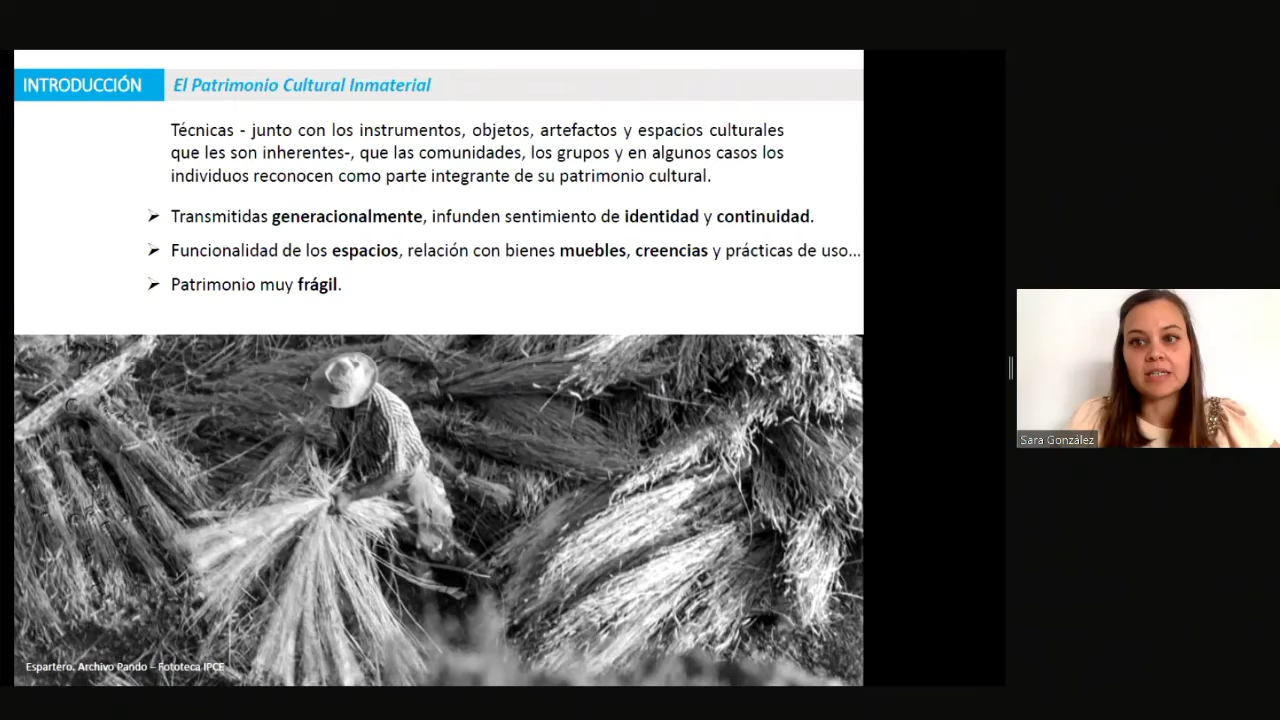 INTRODUCCIÓN
El Patrimonio Cultural Inmaterial
Técnicas - junto con los instrumentos, objetos, artefactos y espacios culturales
que les son inherentes-, que las comunidades, los grupos y en algunos casos los
individuos reconocen como parte integrante de su patrimonio cultural.
➢ Transmitidas generacionalmente, infunden sentimiento de identidad y continuidad.
➢ Funcionalidad de los espacios, relación con bienes muebles, creencias y prácticas de uso...
➢ Patrimonio muy frágil.
Sara González
Espartero. Archivo Pando – Fototeca IPCE